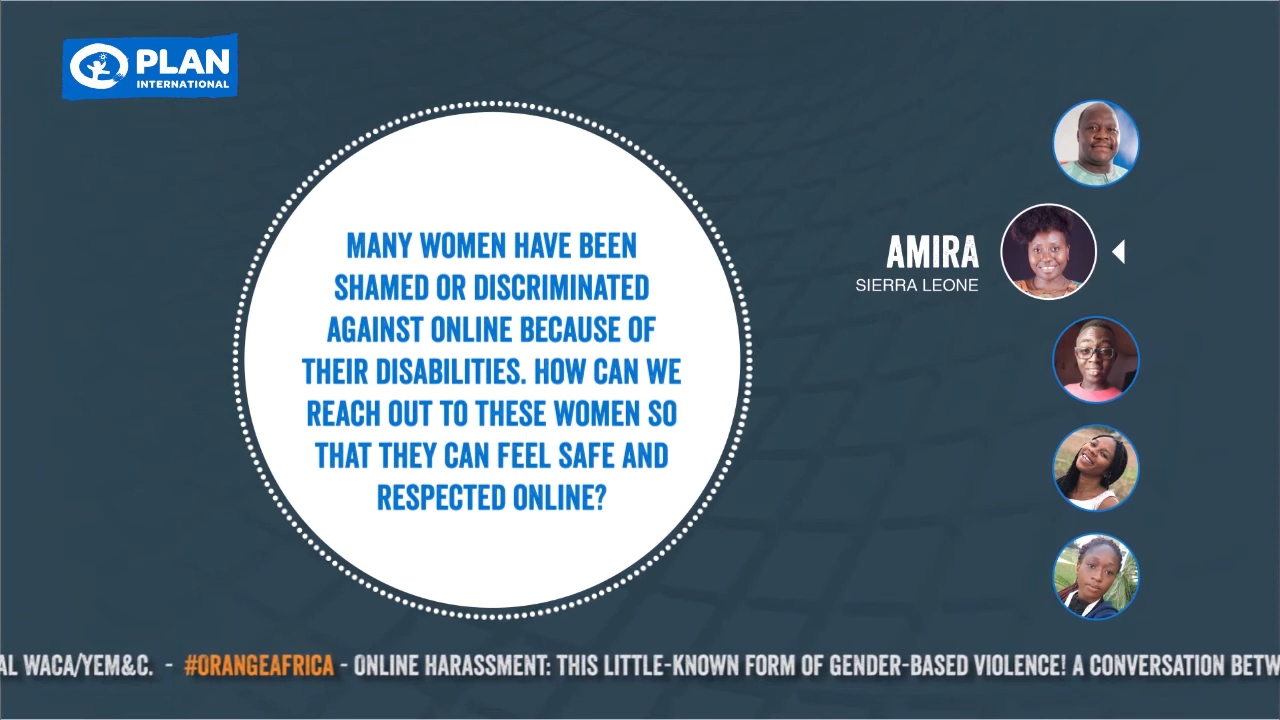 PLAN
INTERNATIONAL
MANY WOMEN HAVE BEEN
SHAMED OR DISCRIMINATED
AGAINST ONLINE BECAUSE OF
THEIR DISABILITIES. HOW CAN WE
REACH OUT TO THESE WOMEN SO
THAT THEY CAN FEEL SAFE AND
RESPECTED ONLINE?
AMIRA
SIERRA LEONE
AL WACA/YEM&C. - #ORANGEAFRICA - ONLINE HARASSMENT: THIS LITTLE-KNOWN FORM OF GENDER-BASED VIOLENCE! A CONVERSATION BETW